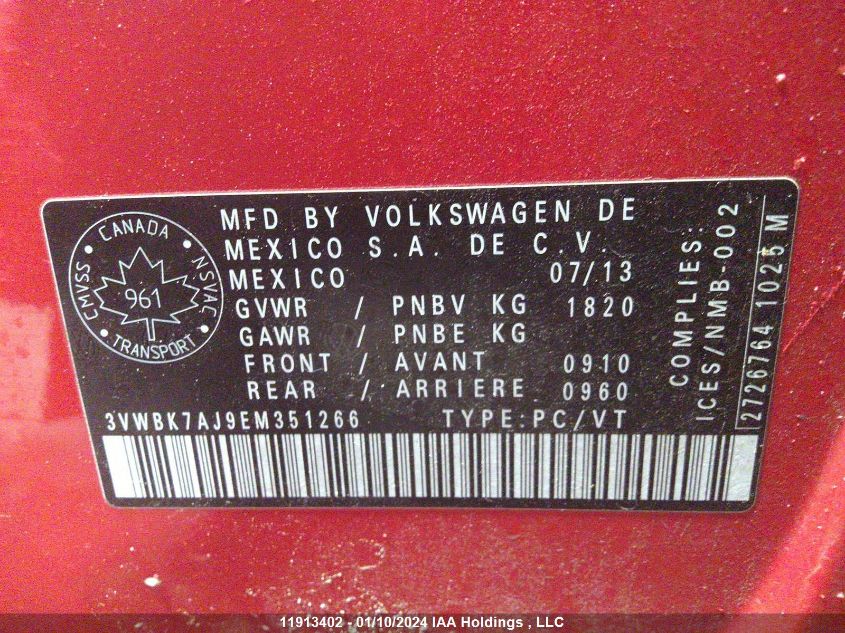 CANADA
CMVSS NSVAC
961
TRANSPORT
MFD BY VOLKSWAGEN DE
MEXICO S.A. DE C.V.
MEXICO 07/13
GVWR / PNBV KG 1820
GAWR / PNBE KG
FRONT / AVANT 0910
REAR / ARRIERE 0960
3VWBK7AJ9EM351266 TYPE:PC/VT
COMPLIES:
ICES/NMB-002
2726764 1025 M
11913402 - 01/10/2024 IAA Holdings , LLC